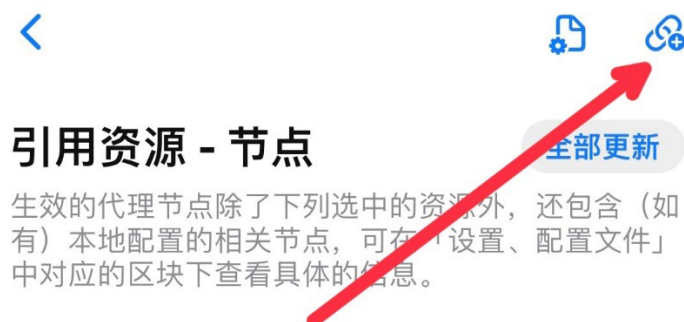 引用资源 - 节点
全部更新
生效的代理节点除了下列选中的资源外，还包含（如
有）本地配置的相关节点，可在「设置、配置文件」
中对应的区块下查看具体的信息。